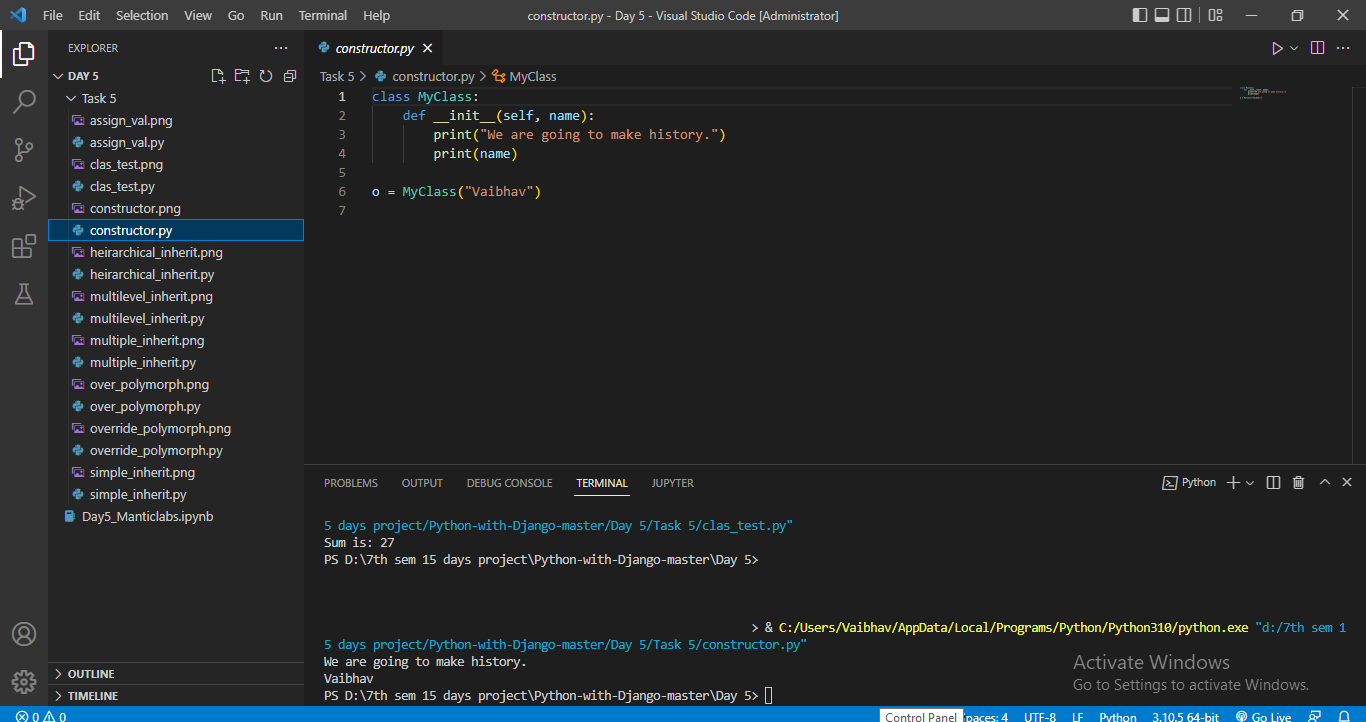 File Edit Selection View Go Run Terminal Help constructor.py - Day 5 - Visual Studio Code [Administrator]
EXPLORER
DAY 5
Task 5
assign_val.png
assign_val.py
clas_test.png
clas_test.py
constructor.png
constructor.py
heirarchical_inherit.png
heirarchical_inherit.py
multilevel_inherit.png
multilevel_inherit.py
multiple_inherit.png
multiple_inherit.py
over_polymorph.png
over_polymorph.py
override_polymorph.png
override_polymorph.py
simple_inherit.png
simple_inherit.py
Day5_Manticlabs.ipynb
OUTLINE
TIMELINE
constructor.py
Task 5 > constructor.py > MyClass
1 class MyClass:
2 def __init__(self, name):
3 print("We are going to make history.")
4 print(name)
5
6 o = MyClass("Vaibhav")
7
PROBLEMS OUTPUT DEBUG CONSOLE TERMINAL JUPYTER Python
5 days project/Python-with-Django-master/Day 5/Task 5/clas_test.py"
Sum is: 27
PS D:\7th sem 15 days project\Python-with-Django-master\Day 5>
> & C:/Users/Vaibhav/AppData/Local/Programs/Python/Python310/python.exe "d:/7th sem 1
5 days project/Python-with-Django-master/Day 5/Task 5/constructor.py"
We are going to make history.
Vaibhav
PS D:\7th sem 15 days project\Python-with-Django-master\Day 5>
Activate Windows
Go to Settings to activate Windows.
0 0 Control Panel paces: 4 UTF-8 LF Python 3.10.5 64-bit Go Live